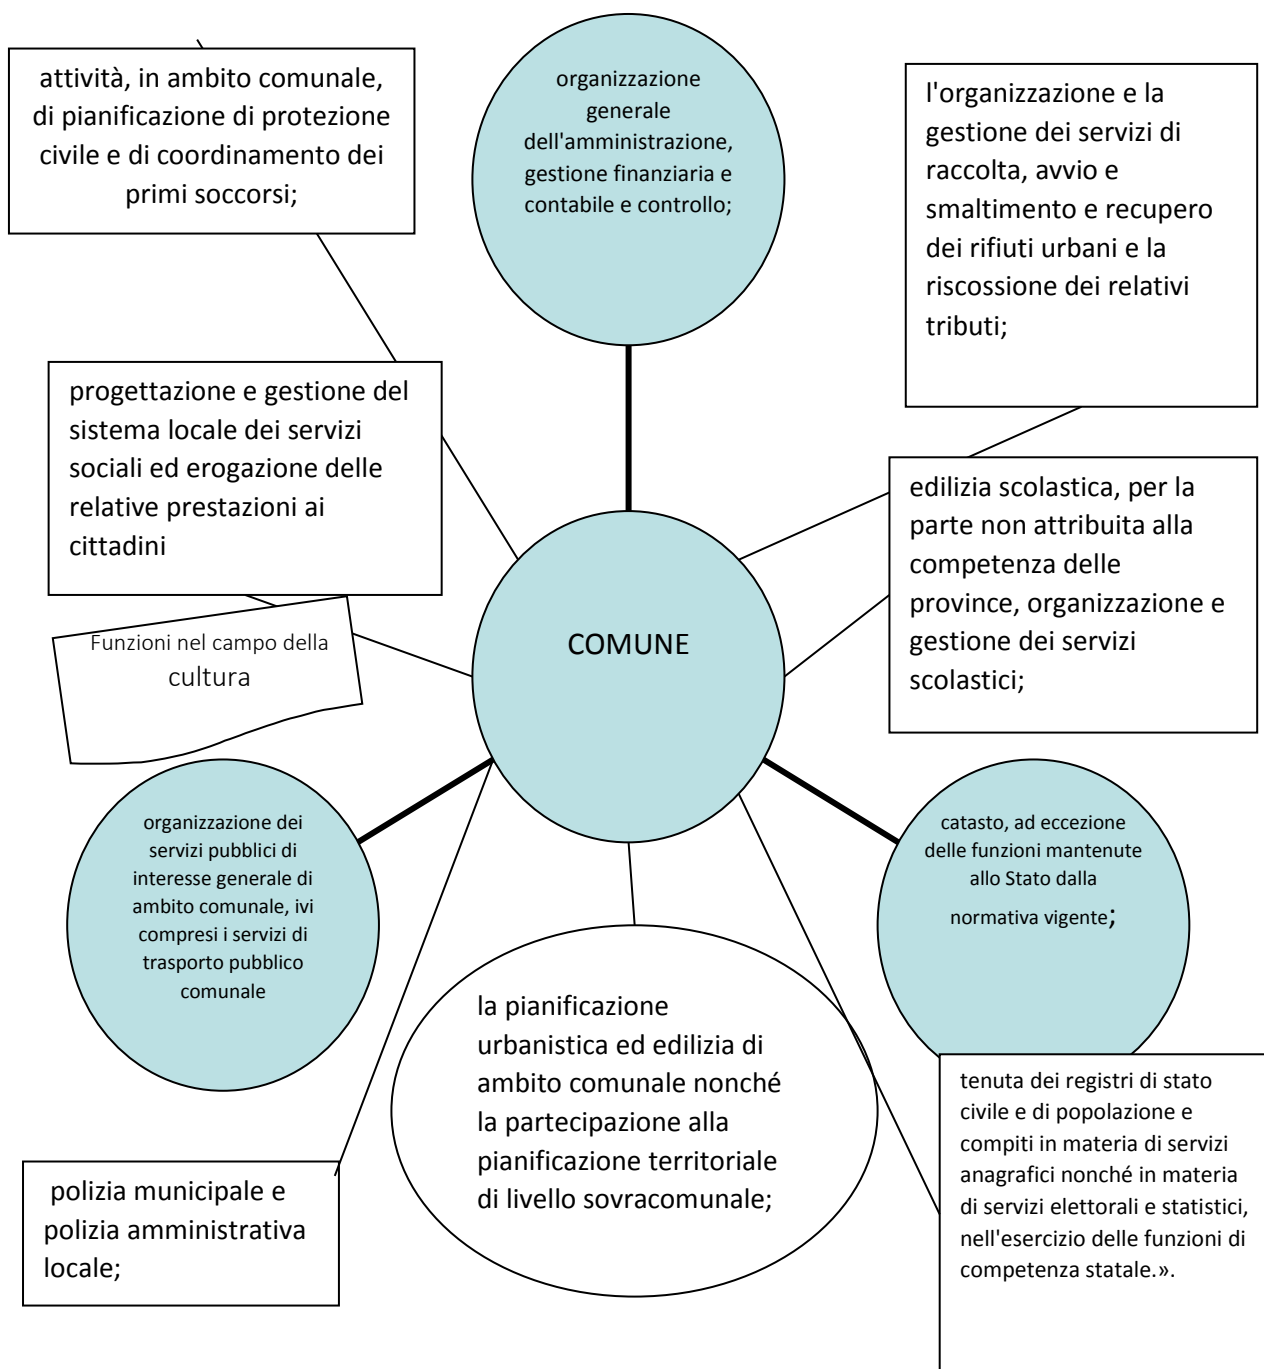 attività, in ambito comunale,
di pianificazione di protezione
civile e di coordinamento dei
primi soccorsi;
organizzazione
generale
dell'amministrazione,
gestione finanziaria e
contabile e controllo;
l'organizzazione e la
gestione dei servizi di
raccolta, avvio e
smaltimento e recupero
dei rifiuti urbani e la
riscossione dei relativi
tributi;
progettazione e gestione del
sistema locale dei servizi
sociali ed erogazione delle
relative prestazioni ai
cittadini
edilizia scolastica, per la
parte non attribuita alla
competenza delle
province, organizzazione e
gestione dei servizi
scolastici;
COMUNE
Funzioni nel campo della
cultura
organizzazione dei
servizi pubblici di
interesse generale di
ambito comunale, ivi
compresi i servizi di
trasporto pubblico
comunale
catasto, ad eccezione
delle funzioni mantenute
allo Stato dalla
normativa vigente;
la pianificazione
urbanistica ed edilizia di
ambito comunale nonché
la partecipazione alla
pianificazione territoriale
di livello sovracomunale;
tenuta dei registri di stato
civile e di popolazione e
compiti in materia di servizi
anagrafici nonché in materia
di servizi elettorali e statistici,
nell'esercizio delle funzioni di
competenza statale.».
polizia municipale e
polizia amministrativa
locale;